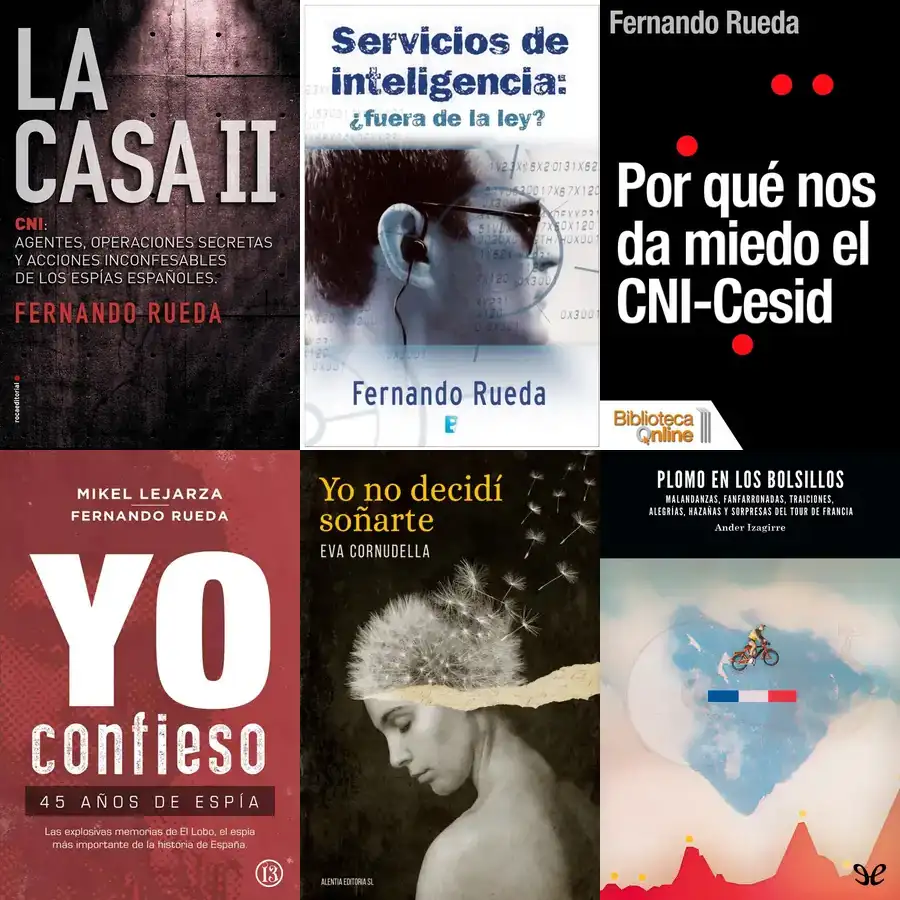 LA
CASA II
CNI:
AGENTES, OPERACIONES SECRETAS
Y ACCIONES INCONFESABLES
DE LOS ESPÍAS ESPAÑOLES.
FERNANDO RUEDA
rocaeditorial
Servicios de
inteligencia:
¿fuera de la ley?
Fernando Rueda
B
Fernando Rueda
Por qué nos
da miedo el
CNI-Cesid
Biblioteca
Online
MIKEL LEJARZA
FERNANDO RUEDA
YO
confieso
45 AÑOS DE ESPÍA
Las explosivas memorias de El Lobo, el espía
más importante de la historia de España.
13
Yo no decidí
soñarte
EVA CORNUDELLA
ALENTIA EDITORIA SL
PLOMO EN LOS BOLSILLOS
MALANDANZAS, FANFARRONADAS, TRAICIONES,
ALEGRÍAS, HAZAÑAS Y SORPRESAS DEL TOUR DE FRANCIA
Ander Izagirre